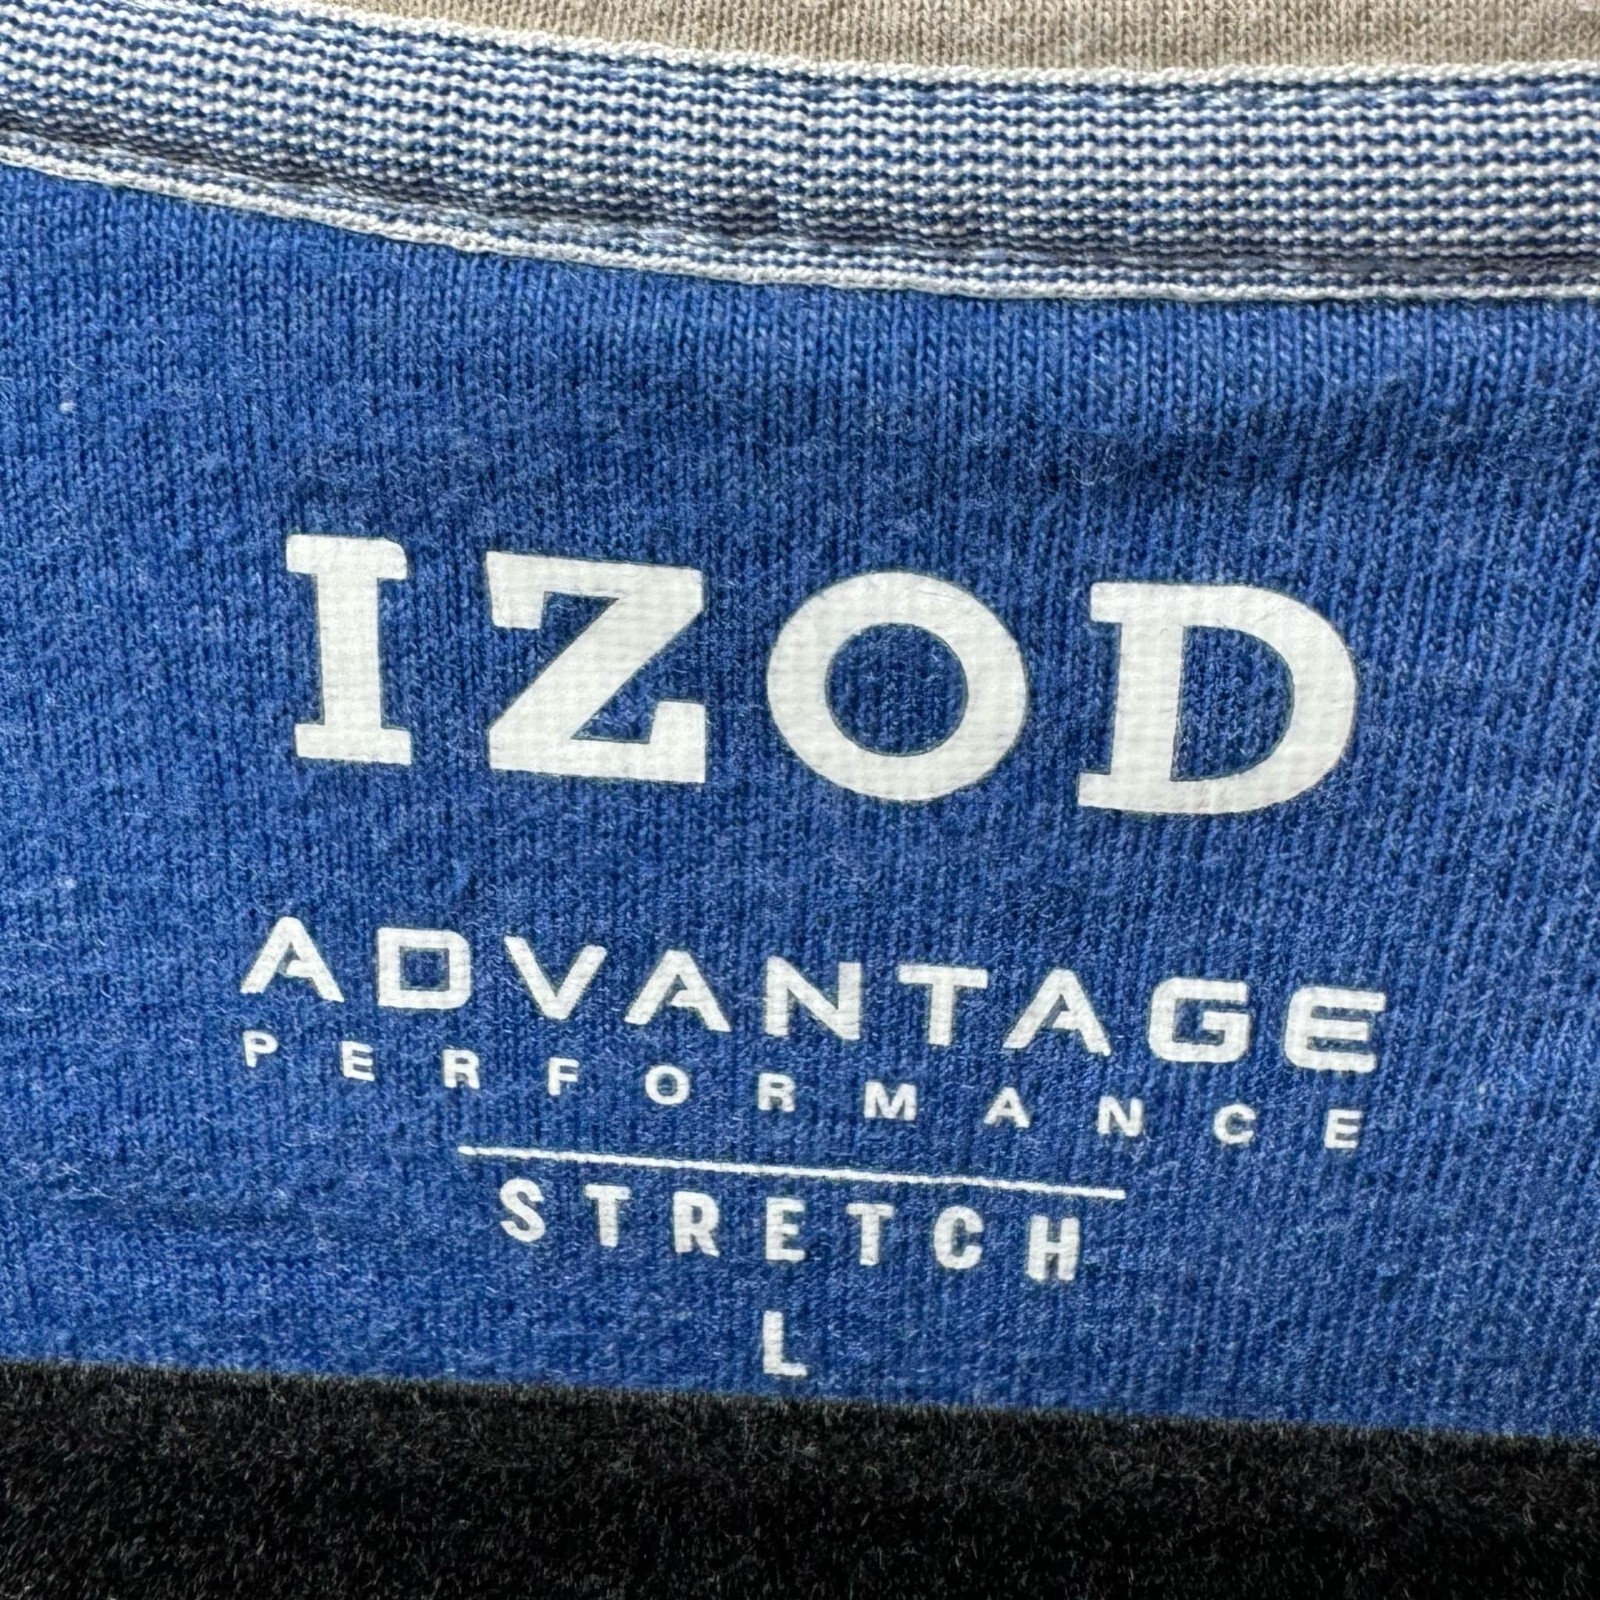 IZOD
ADVANTAGE
PERFORMANCE
STRETCH
L